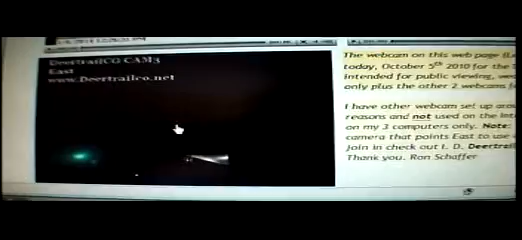 DeertrailCO CAM3
East
www.Deertrailco.net
The webcam on this web page
today, October 5th 2010 for the
intended for public viewing,
only plus the other 2 webcams
I have other webcam set up
reasons and not used on the
on my 3 computers only. Note:
camera that points East to use
Join in check out I. D.
Thank you. Ron Schaffer